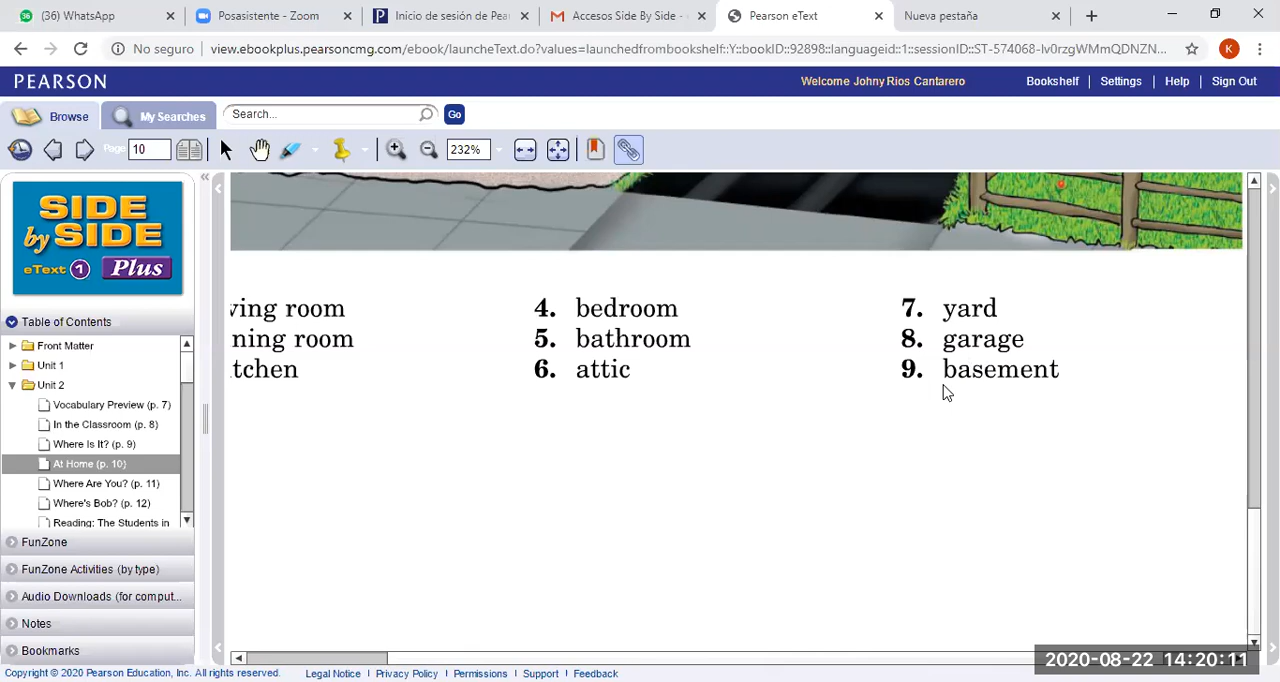 (36) WhatsApp
Posasistente - Zoom
Inicio de sesión de Pe
Accesos Side By Side -
Pearson eText
Nueva pestaña
No seguro
view.ebookplus.pearsoncmg.com/ebook/launcheText.do?values=launchedfrombookshelf::Y::bookID::92898::languageid::1::sessionID::ST-574068-lv0rzgWMmQDNZN...
K
PEARSON
Welcome Johny Rios Cantarero
Bookshelf
Settings
Help
Sign Out
Browse
My Searches
Search...
Go
Page 10
232%
SIDE
by SIDE
eText 1 Plus
Table of Contents
Front Matter
Unit 1
Unit 2
Vocabulary Preview (p. 7)
In the Classroom (p. 8)
Where Is It? (p. 9)
At Home (p. 10)
Where Are You? (p. 11)
Where's Bob? (p. 12)
Reading: The Students in
FunZone
FunZone Activities (by type)
Audio Downloads (for comput...
Notes
Bookmarks
ving room
ning room
tchen
4. bedroom
5. bathroom
6. attic
7. yard
8. garage
9. basement
2020-08-22 14:20:11
Copyright © 2020 Pearson Education, Inc. All rights reserved.
Legal Notice | Privacy Policy | Permissions | Support | Feedback